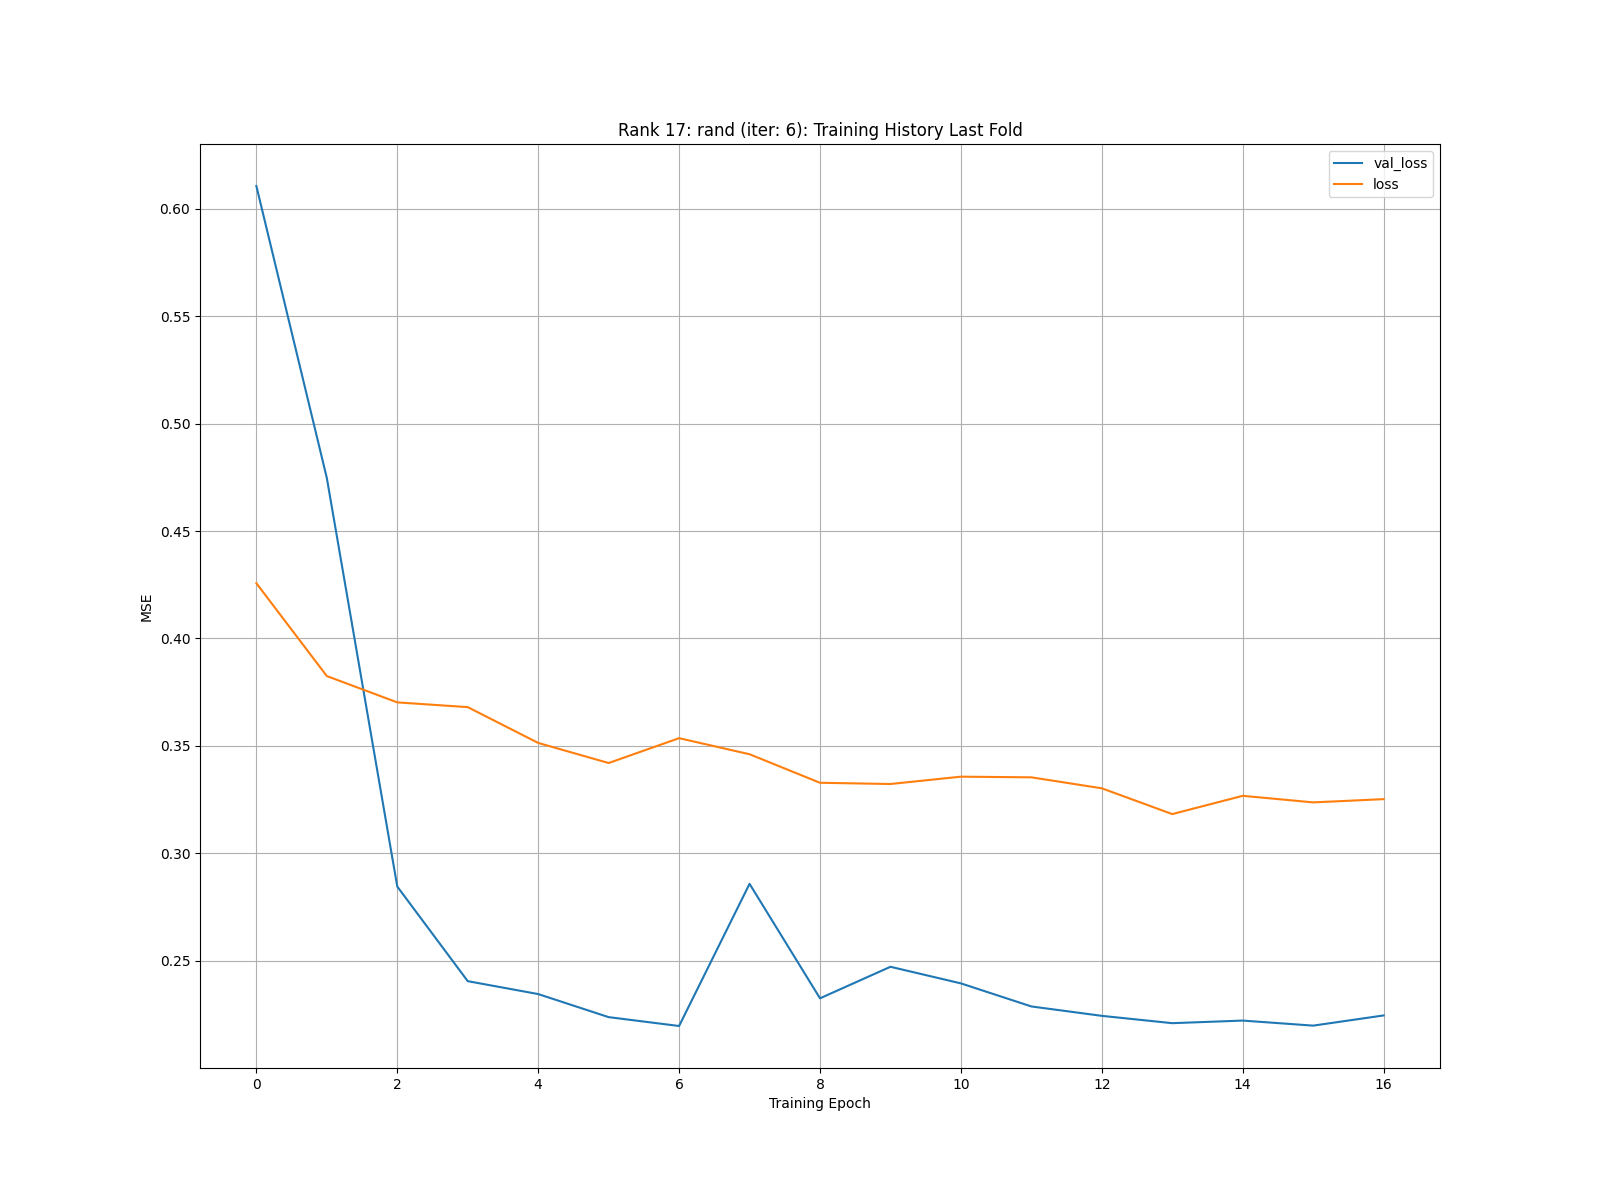 Rank 17: rand (iter: 6): Training History Last Fold
val_loss
loss
0.60
0.55
0.50
0.45
0.40
0.35
0.30
0.25
MSE
0 2 4 6 8 10 12 14 16
Training Epoch